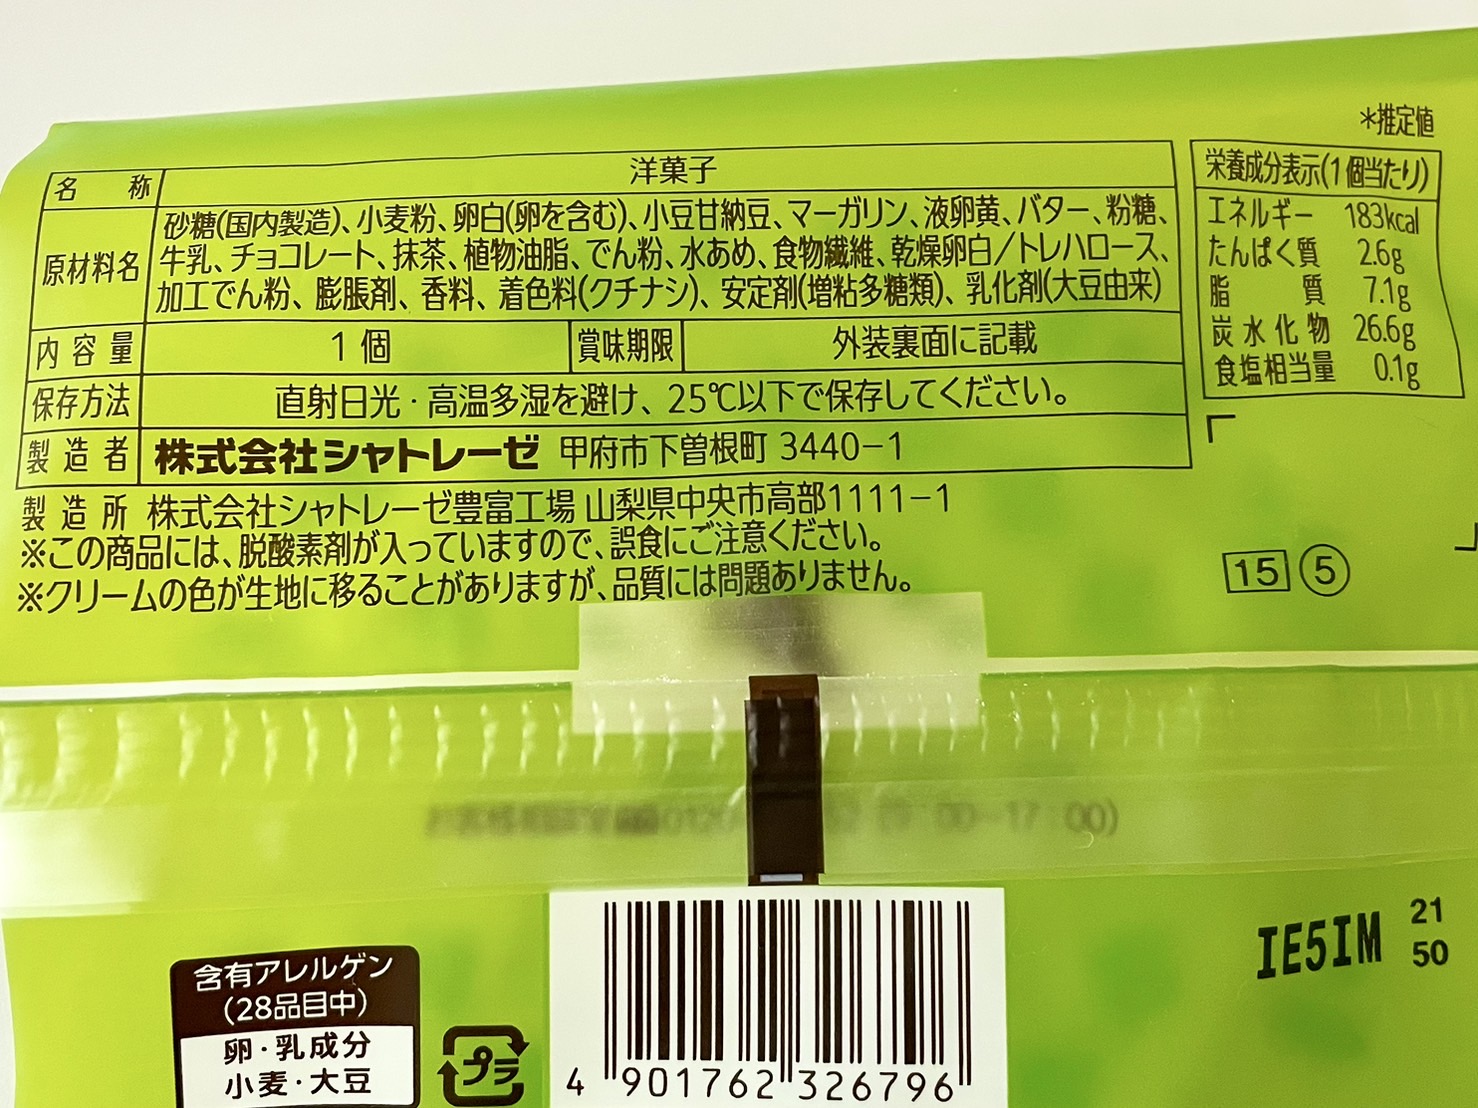 *推定値
名 称 洋菓子
原材料名 砂糖(国内製造)、小麦粉、卵白(卵を含む)、小豆甘納豆、マーガリン、液卵黄、バター、粉糖、
牛乳、チョコレート、抹茶、植物油脂、でん粉、水あめ、食物繊維、乾燥卵白/トレハロース、
加工でん粉、膨脹剤、香料、着色料(クチナシ)、安定剤(増粘多糖類)、乳化剤(大豆由来)
内容量 1個 賞味期限 外装裏面に記載
保存方法 直射日光・高温多湿を避け、25℃以下で保存してください。
製造者 株式会社シャトレーゼ 甲府市下曽根町 3440-1
製造所 株式会社シャトレーゼ豊富工場 山梨県中央市高部1111-1
※この商品には、脱酸素剤が入っていますので、誤食にご注意ください。
※クリームの色が生地に移ることがありますが、品質には問題ありません。
栄養成分表示(1個当たり)
エネルギー 183kcal
たんぱく質 2.6g
脂質 7.1g
炭水化物 26.6g
食塩相当量 0.1g
15 5
00-17:00)
IE5IM 21
50
含有アレルゲン
(28品目中)
卵・乳成分
小麦・大豆
プラ
4 901762 326796